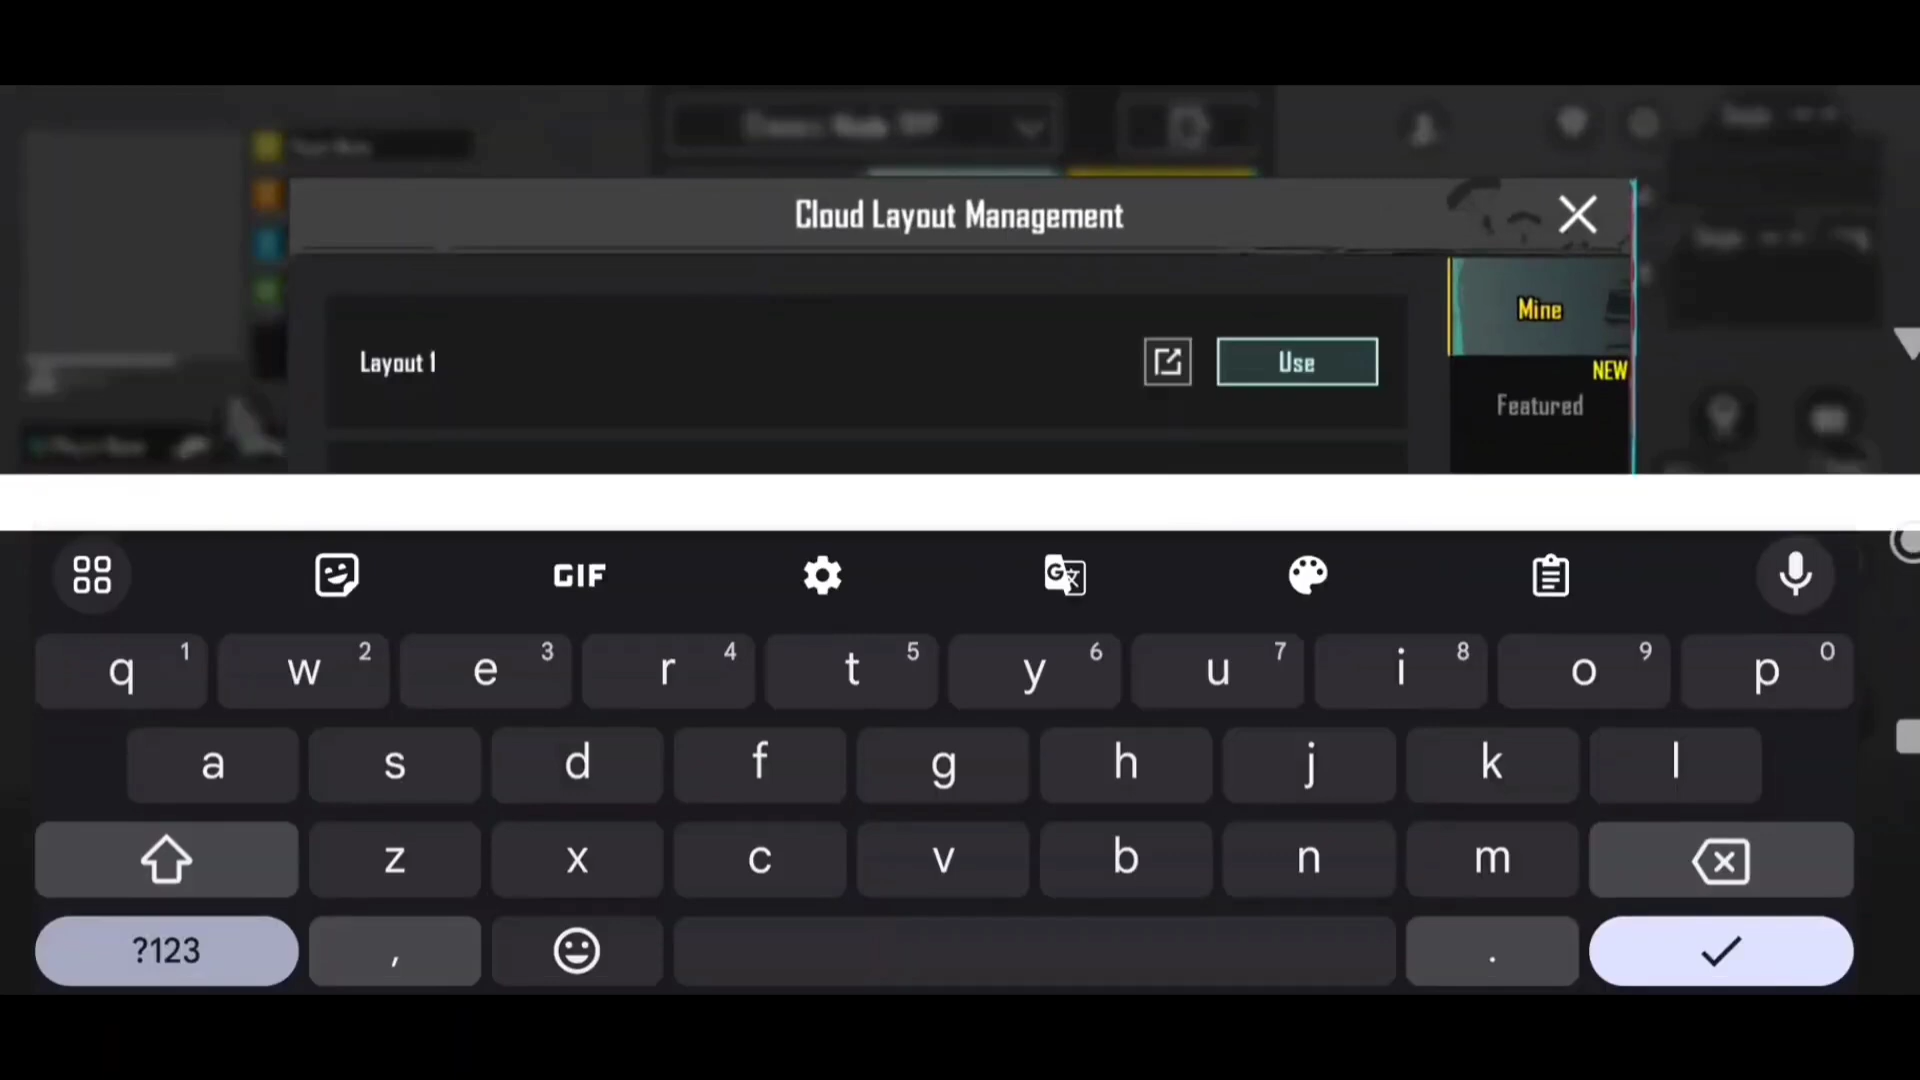 Cloud Layout Management
Mine
Layout 1
Use
NEW
Featured
GIF
q 1 w 2 e 3 r 4 t 5 y 6 u 7 i 8 o 9 p 0
a s d f g h j k l
z x c v b n m
?123 , .